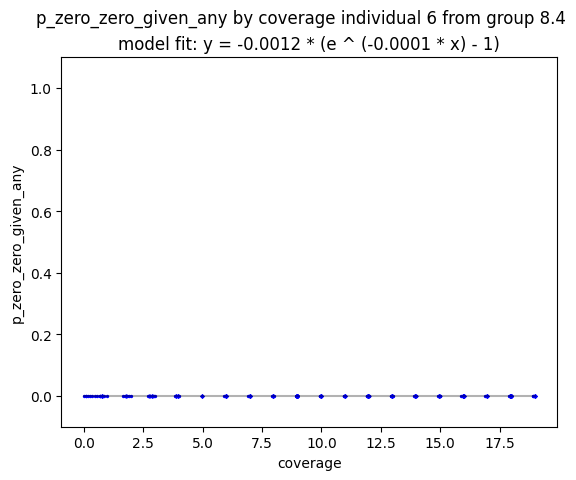 p_zero_zero_given_any by coverage individual 6 from group 8.4
model fit: y = -0.0012 * (e ^ (-0.0001 * x) - 1)
1.0
0.8
0.6
0.4
0.2
0.0
p_zero_zero_given_any
0.0 2.5 5.0 7.5 10.0 12.5 15.0 17.5
coverage